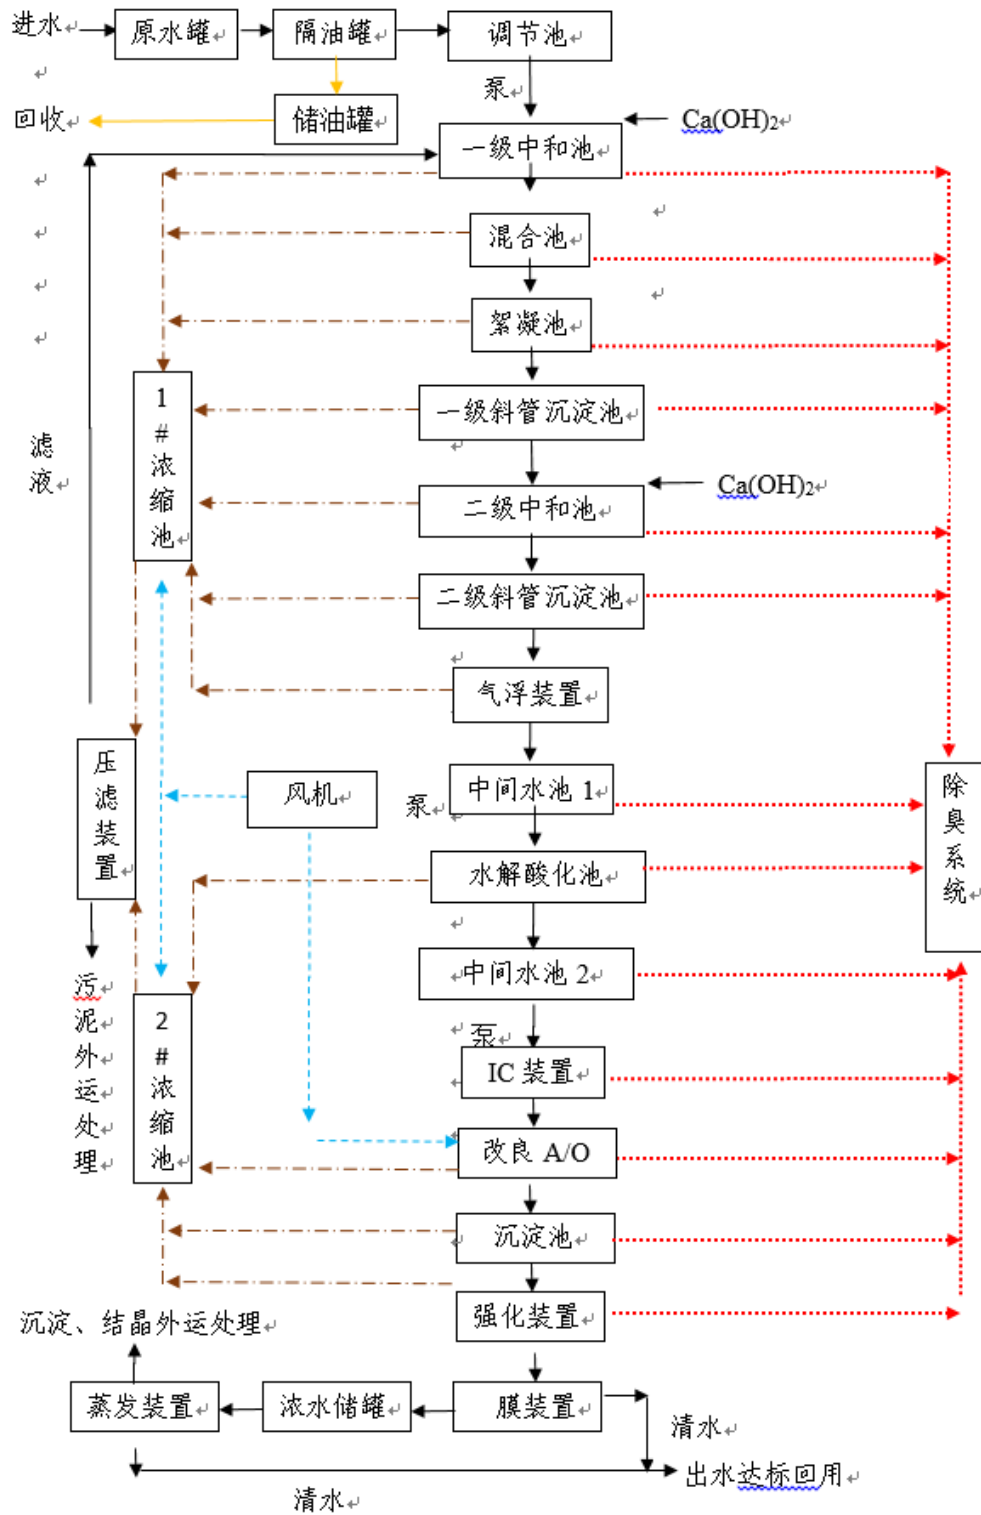 进水
原水罐
隔油罐
调节池
泵
回收
储油罐
Ca(OH)2
一级中和池
混合池
絮凝池
1
#
浓
缩
池
一级斜管沉淀池
滤
液
Ca(OH)2
二级中和池
二级斜管沉淀池
气浮装置
压
滤
装
置
风机
泵
中间水池 1
除
臭
系
统
水解酸化池
中间水池 2
污
泥
外
运
处
理
2
#
浓
缩
池
泵
IC 装置
改良 A/O
沉淀池
强化装置
沉淀、结晶外运处理
蒸发装置
浓水储罐
膜装置
清水
出水达标回用
清水